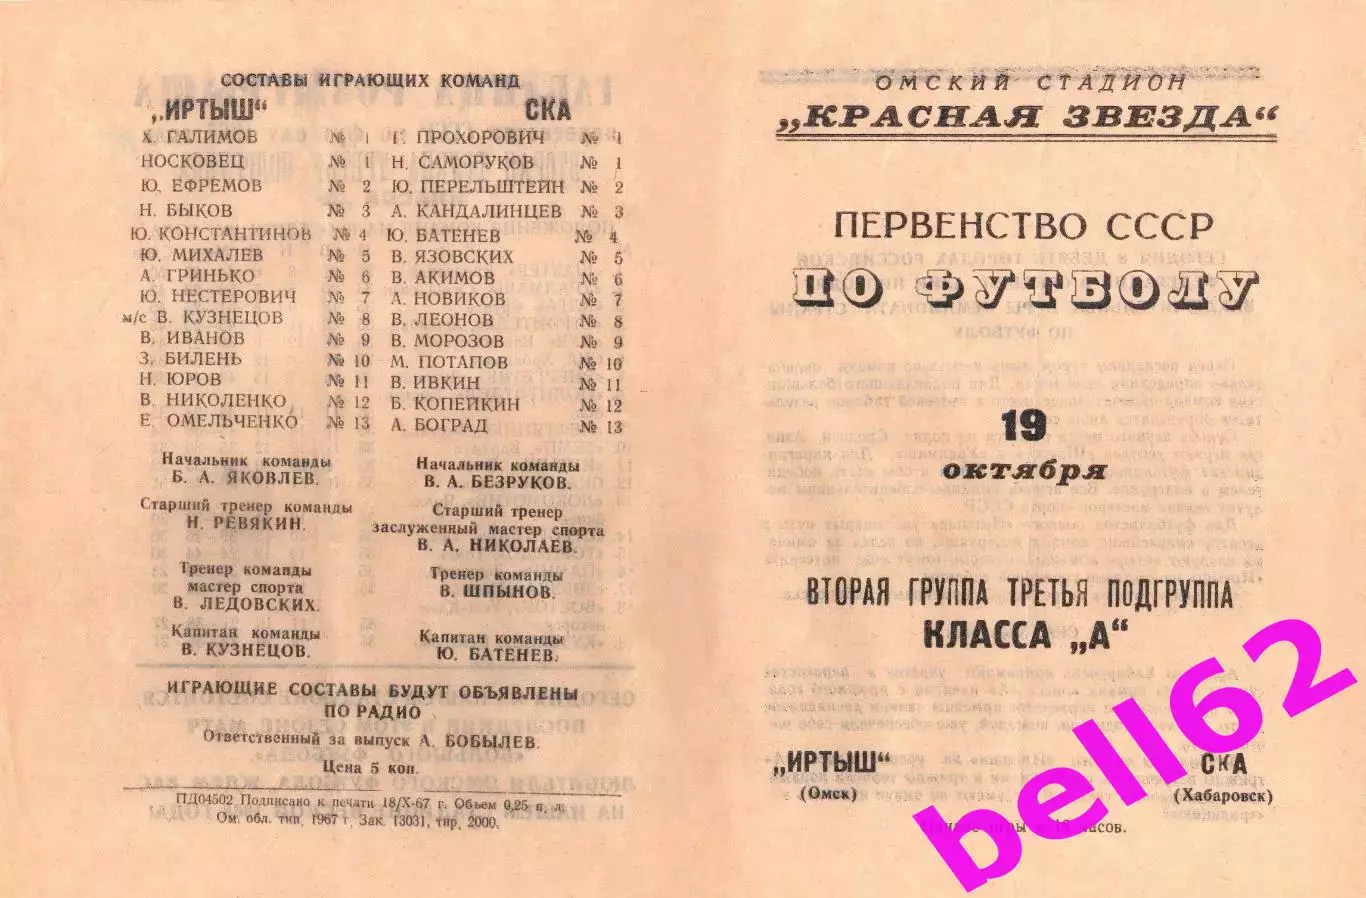 СОСТАВЫ ИГРАЮЩИХ КОМАНД
„ИРТЫШ“ СКА
Х. ГАЛИМОВ № 1 Г. ПРОХОРОВИЧ № 1
НОСКОВЕЦ № 1 Н. САМОРУКОВ № 1
Ю. ЕФРЕМОВ № 2 Ю. ПЕРЕЛЬШТЕЙН № 2
Н. БЫКОВ № 3 А. КАНДАЛИНЦЕВ № 3
Ю. КОНСТАНТИНОВ № 4 Ю. БАТЕНЕВ № 4
Ю. МИХАЛЕВ № 5 В. ЯЗОВСКИХ № 5
А. ГРИНЬКО № 6 В. АКИМОВ № 6
Ю. НЕСТЕРОВИЧ № 7 А. НОВИКОВ № 7
м/с В. КУЗНЕЦОВ № 8 В. ЛЕОНОВ № 8
В. ИВАНОВ № 9 В. МОРОЗОВ № 9
З. БИЛЕНЬ № 10 М. ПОТАПОВ № 10
Н. ЮРОВ № 11 В. ИВКИН № 11
В. НИКОЛЕНКО № 12 Б. КОПЕЙКИН № 12
Е. ОМЕЛЬЧЕНКО № 13 А. БОГРАД № 13
Начальник команды
Б. А. ЯКОВЛЕВ.
Старший тренер команды
Н. РЕВЯКИН.
Тренер команды
мастер спорта
В. ЛЕДОВСКИХ.
Капитан команды
В. КУЗНЕЦОВ.
Начальник команды
В. А. БЕЗРУКОВ.
Старший тренер
заслуженный мастер спорта
В. А. НИКОЛАЕВ.
Тренер команды
В. ШПЫНОВ.
Капитан команды
Ю. БАТЕНЕВ.
ИГРАЮЩИЕ СОСТАВЫ БУДУТ ОБЪЯВЛЕНЫ
ПО РАДИО
Ответственный за выпуск А. БОБЫЛЕВ.
Цена 5 коп.
ПД04502 Подписано к печати 18/X-67 г. Объем 0,25 п. л.
Ом. обл. тип. 1967 г. Зак. 13031, тир. 2000.
ОМСКИЙ СТАДИОН
„КРАСНАЯ ЗВЕЗДА“
ПЕРВЕНСТВО СССР
ПО ФУТБОЛУ
19
октября
ВТОРАЯ ГРУППА ТРЕТЬЯ ПОДГРУППА
КЛАССА „А“
„ИРТЫШ“ СКА
(Омск) (Хабаровск)
часов.
bell62